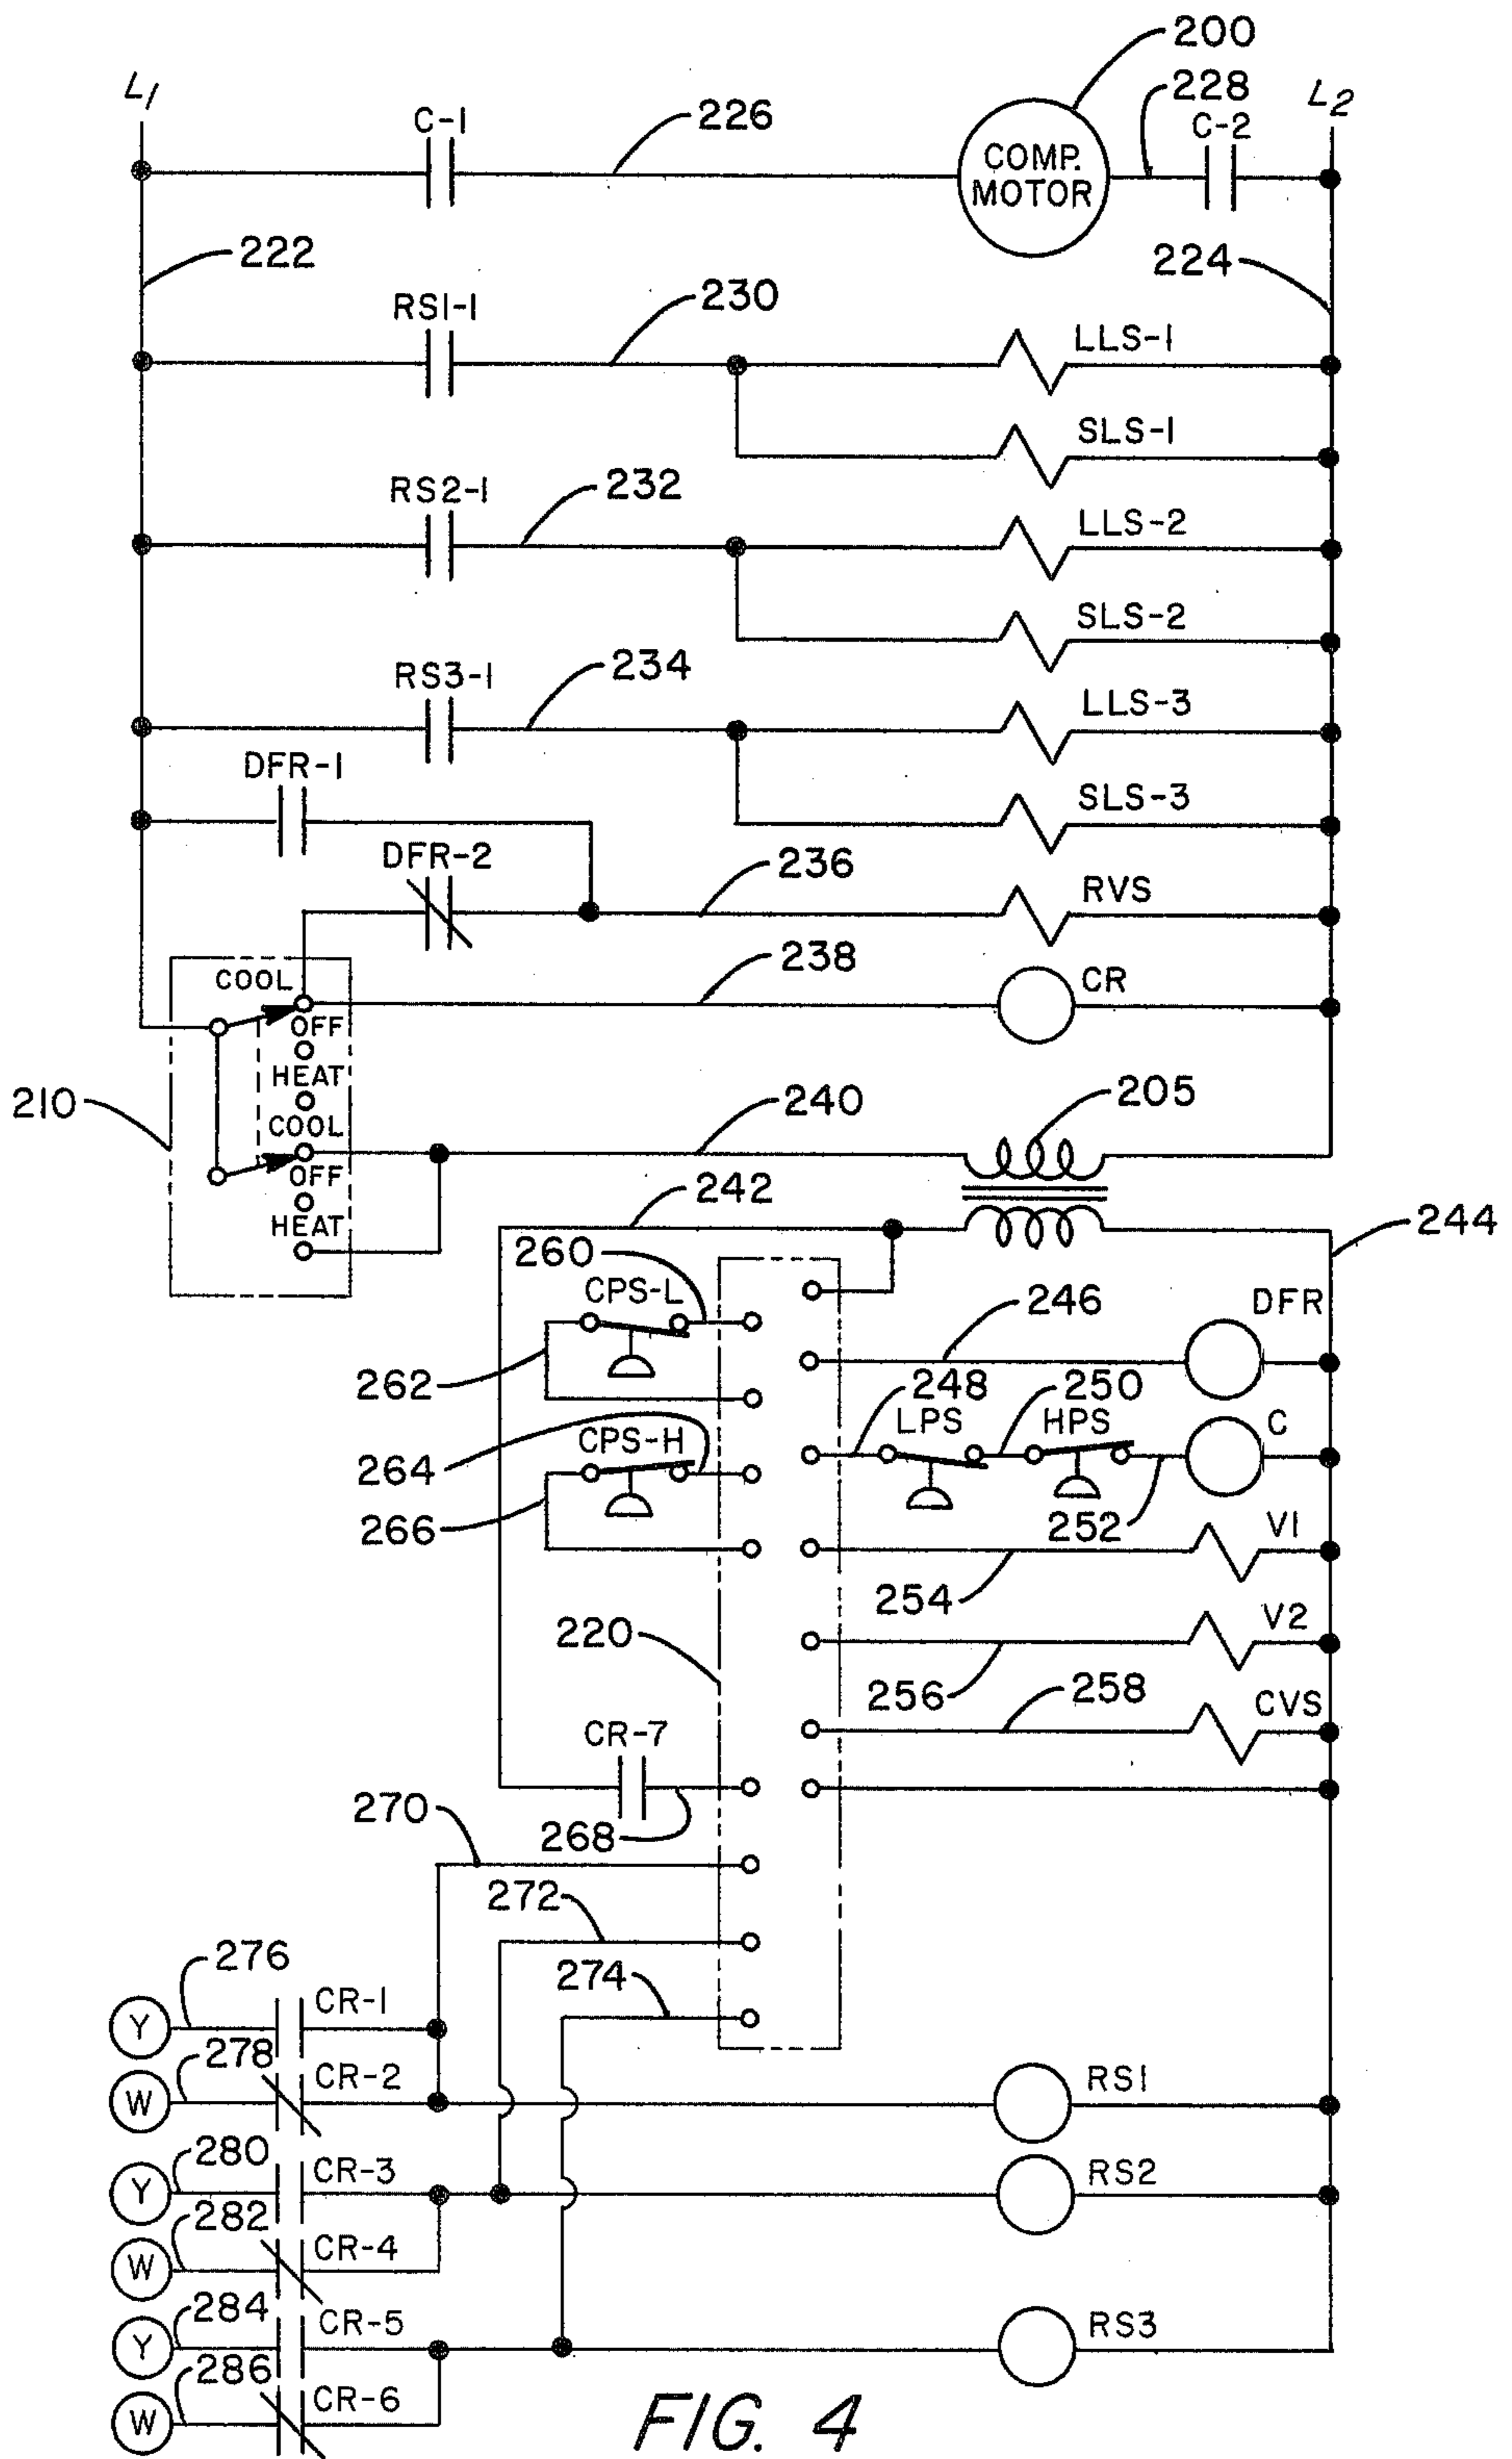 200
L1
C-1
226
228
C-2
L2
COMP.
MOTOR
222
224
RS1-1
230
LLS-1
SLS-1
RS2-1
232
LLS-2
SLS-2
RS3-1
234
LLS-3
DFR-1
SLS-3
DFR-2
236
RVS
COOL
238
CR
OFF
HEAT
210
COOL
240
205
OFF
242
HEAT
244
260
CPS-L
246
DFR
262
248
250
LPS
HPS
C
264
CPS-H
266
252
V1
254
220
V2
256
258
CVS
CR-7
270
268
272
276
274
Y
CR-1
278
W
CR-2
RS1
280
Y
CR-3
RS2
282
W
CR-4
284
Y
CR-5
RS3
286
W
CR-6
FIG. 4